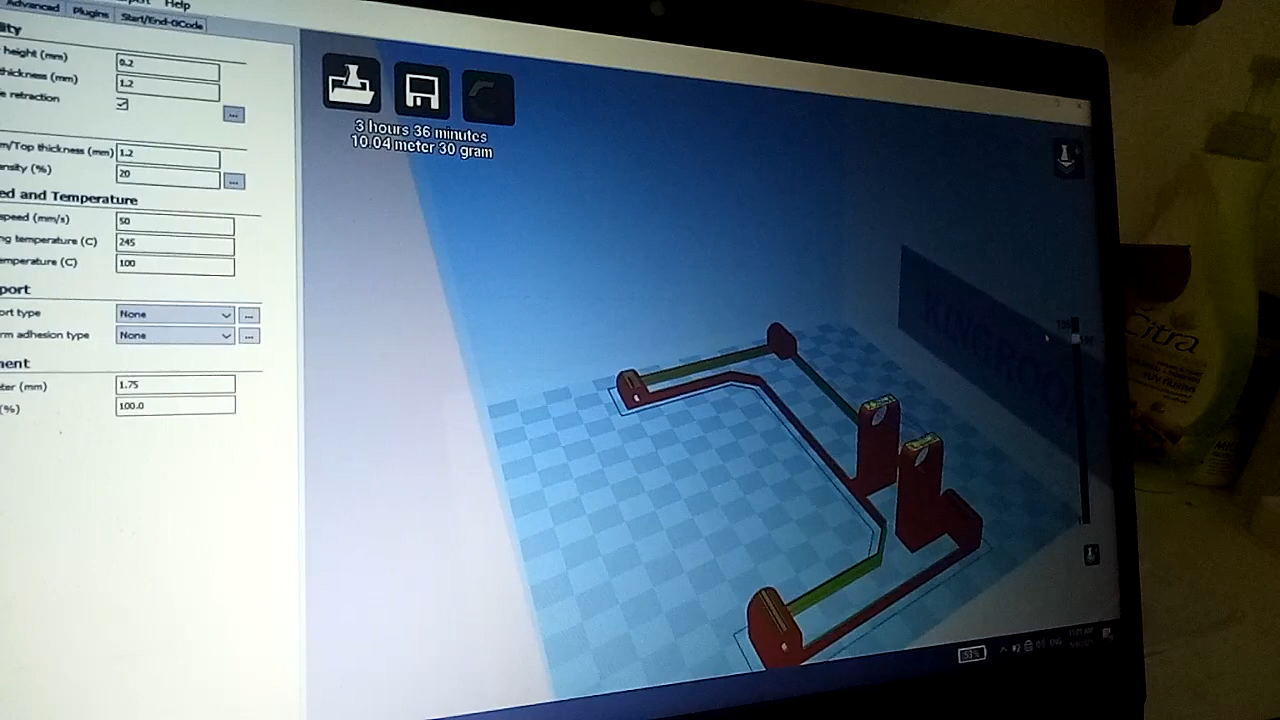 Help
Advanced Plugins Start/End-GCode
height (mm) 0.2
thickness (mm) 1.2
retraction
m/Top thickness (mm) 1.2
nsity (%) 20 ...
ed and Temperature
speed (mm/s) 50
ng temperature (C) 245
emperature (C) 100
port
ort type None ...
rm adhesion type None ...
ment
ter (mm) 1.75
(%) 100.0
3 hours 36 minutes
10.04 meter 30 gram
53%
ENG
Citra